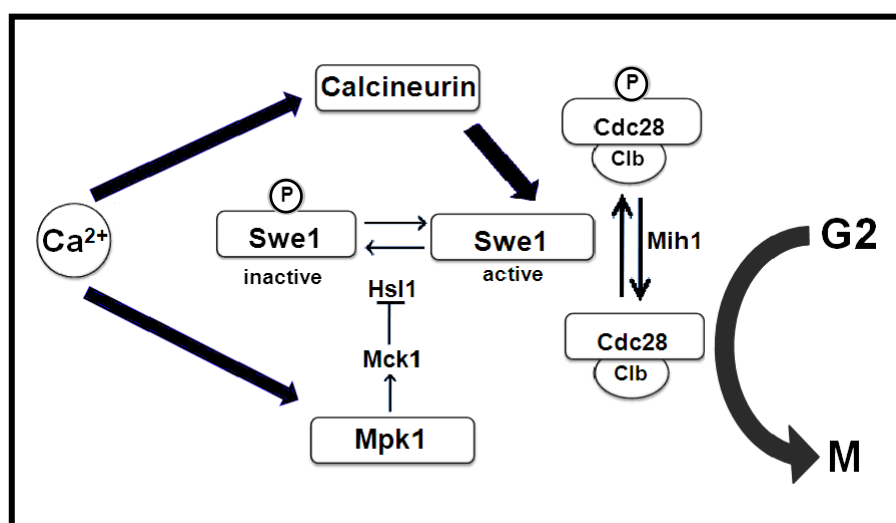 Calcineurin
P
Cdc28
Clb
P
Swe1
inactive
Swe1
active
Ca²⁺
Mih1
G2
Hsl1
Mck1
Mpk1
Cdc28
Clb
M